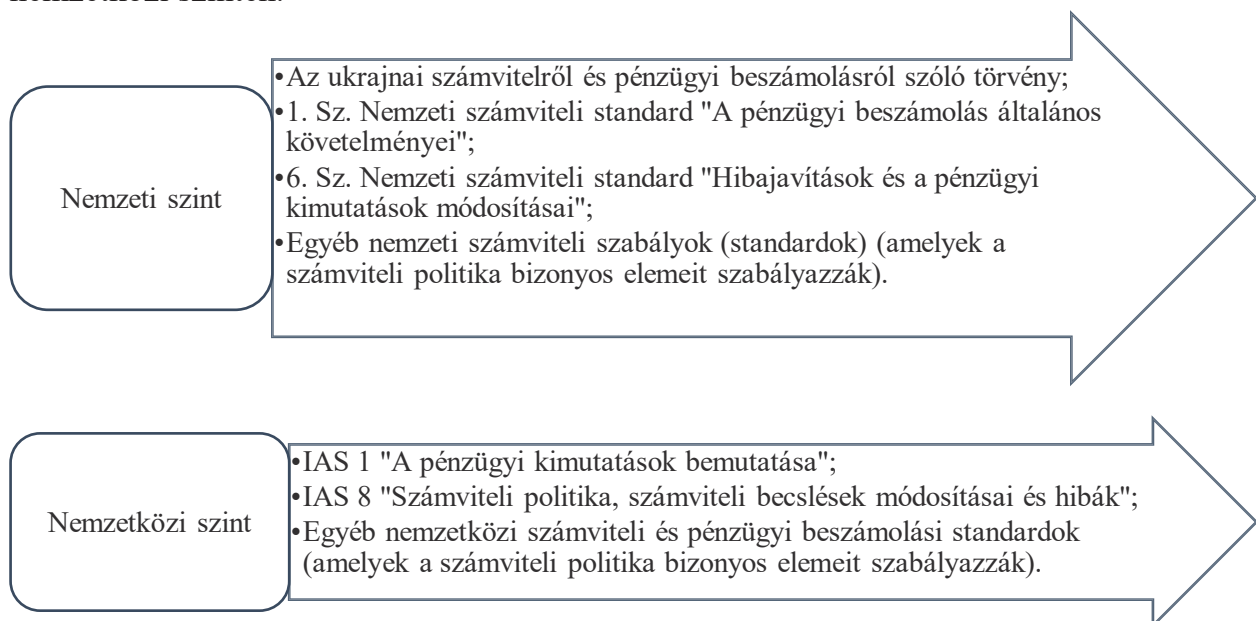 Nemzeti szint
•Az ukrajnai számvitelről és pénzügyi beszámolásról szóló törvény;
•1. Sz. Nemzeti számviteli standard "A pénzügyi beszámolás általános
követelményei";
•6. Sz. Nemzeti számviteli standard "Hibajavítások és a pénzügyi
kimutatások módosításai";
•Egyéb nemzeti számviteli szabályok (standardok) (amelyek a
számviteli politika bizonyos elemeit szabályazzák).
Nemzetközi szint
•IAS 1 "A pénzügyi kimutatások bemutatása";
•IAS 8 "Számviteli politika, számviteli becslések módosításai és hibák";
•Egyéb nemzetközi számviteli és pénzügyi beszámolási standardok
(amelyek a számviteli politika bizonyos elemeit szabályazzák).